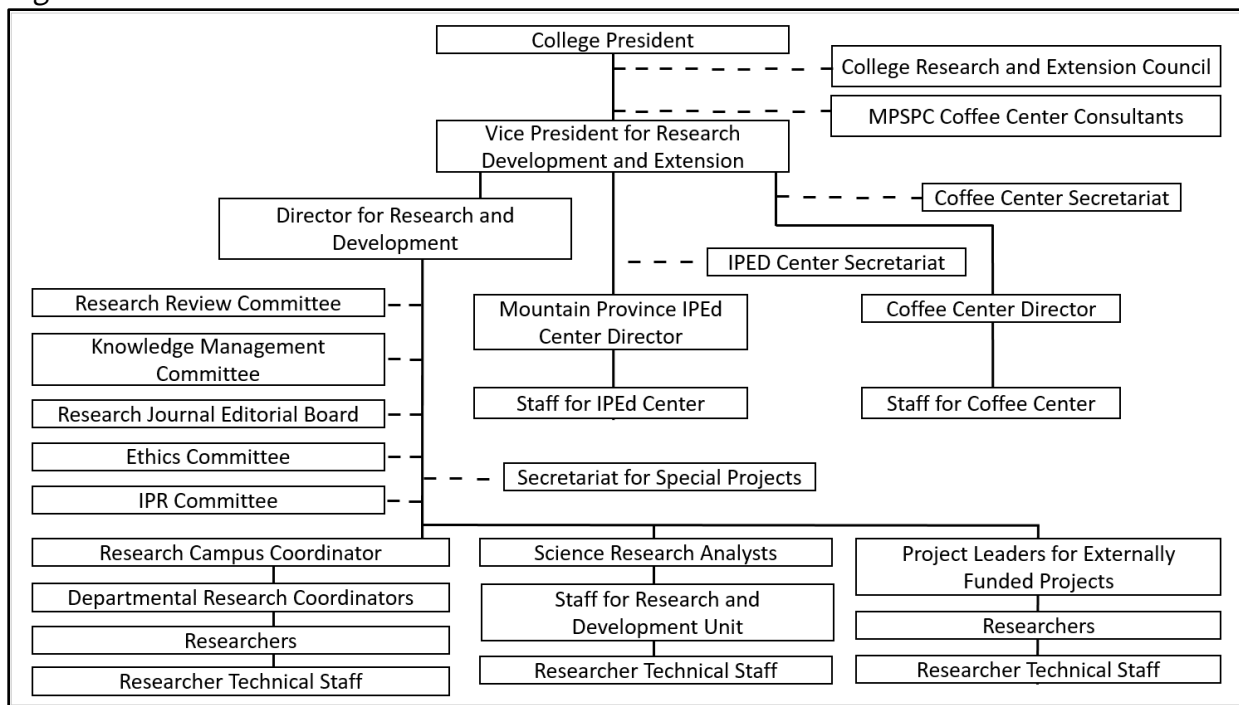 College President
College Research and Extension Council
MPSPC Coffee Center Consultants
Vice President for Research
Development and Extension
Coffee Center Secretariat
Director for Research and
Development
IPED Center Secretariat
Research Review Committee
Mountain Province IPEd
Center Director
Coffee Center Director
Knowledge Management
Committee
Staff for IPEd Center
Staff for Coffee Center
Research Journal Editorial Board
Ethics Committee
Secretariat for Special Projects
IPR Committee
Research Campus Coordinator
Science Research Analysts
Project Leaders for Externally
Funded Projects
Departmental Research Coordinators
Staff for Research and
Development Unit
Researchers
Researchers
Researcher Technical Staff
Researcher Technical Staff
Researcher Technical Staff